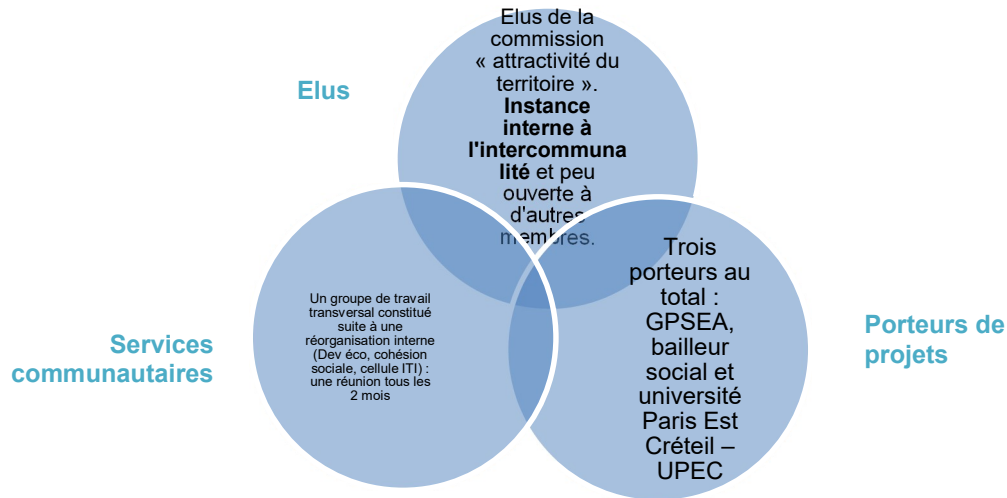 Elus
Elus de la
commission
« attractivité du
territoire ».
Instance
interne à
l'intercommuna
lité et peu
ouverte à
d'autres
membres.
Services
communautaires
Un groupe de travail
transversal constitué
suite à une
réorganisation interne
(Dev éco, cohésion
sociale, cellule ITI) :
une réunion tous les
2 mois
Trois
porteurs au
total :
GPSEA,
bailleur
social et
université
Paris Est
Créteil –
UPEC
Porteurs de
projets